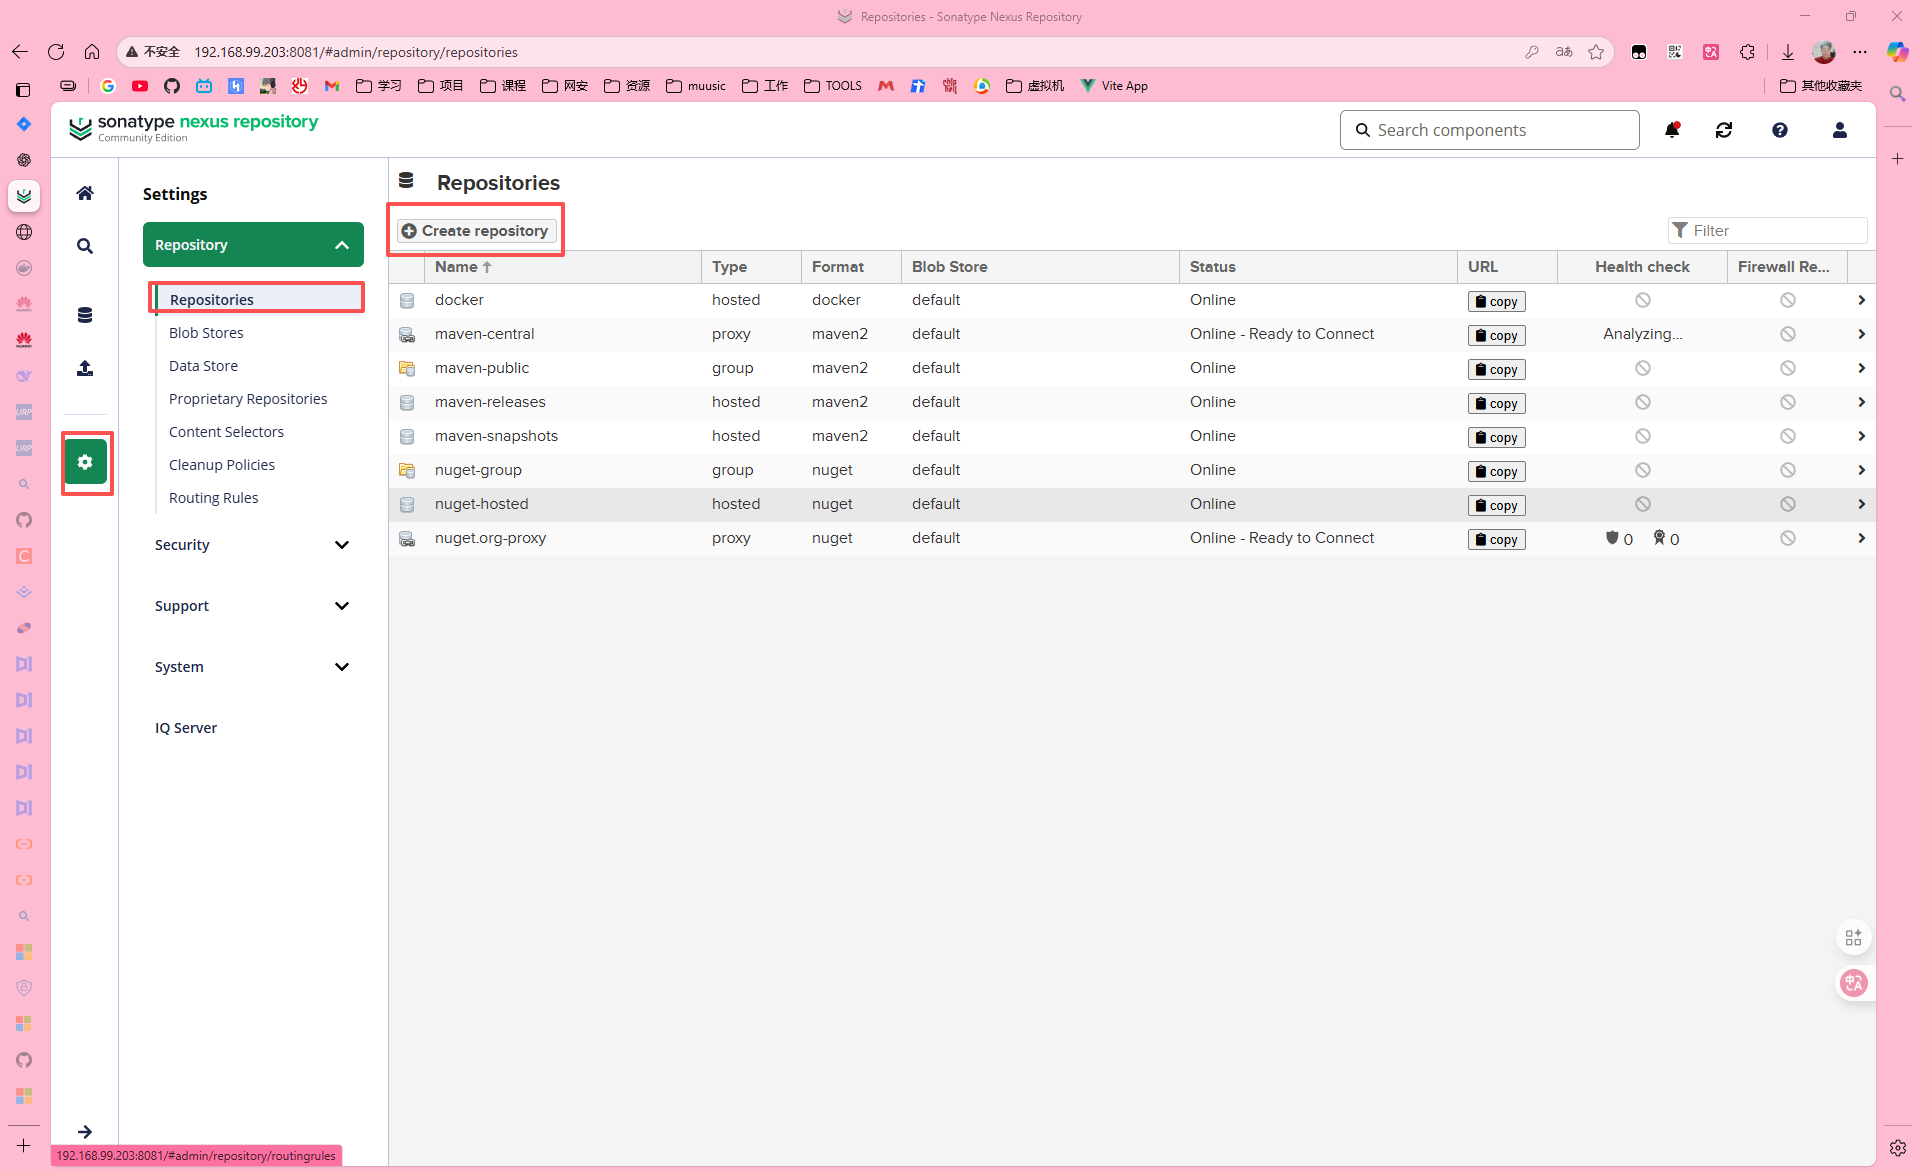 Repositories - Sonatype Nexus Repository
不安全 192.168.99.203:8081/#admin/repository/repositories
学习 项目 课程 网安 资源 muusic 工作 TOOLS 虚拟机 Vite App 其他收藏夹
sonatype nexus repository
Community Edition
Search components
Settings
Repository
Repositories
Blob Stores
Data Store
Proprietary Repositories
Content Selectors
Cleanup Policies
Routing Rules
Security
Support
System
IQ Server
Repositories
Create repository
Filter
Name Type Format Blob Store Status URL Health check Firewall Re...
docker hosted docker default Online copy
maven-central proxy maven2 default Online - Ready to Connect copy Analyzing...
maven-public group maven2 default Online copy
maven-releases hosted maven2 default Online copy
maven-snapshots hosted maven2 default Online copy
nuget-group group nuget default Online copy
nuget-hosted hosted nuget default Online copy
nuget.org-proxy proxy nuget default Online - Ready to Connect copy 0 0
192.168.99.203:8081/#admin/repository/routingrules